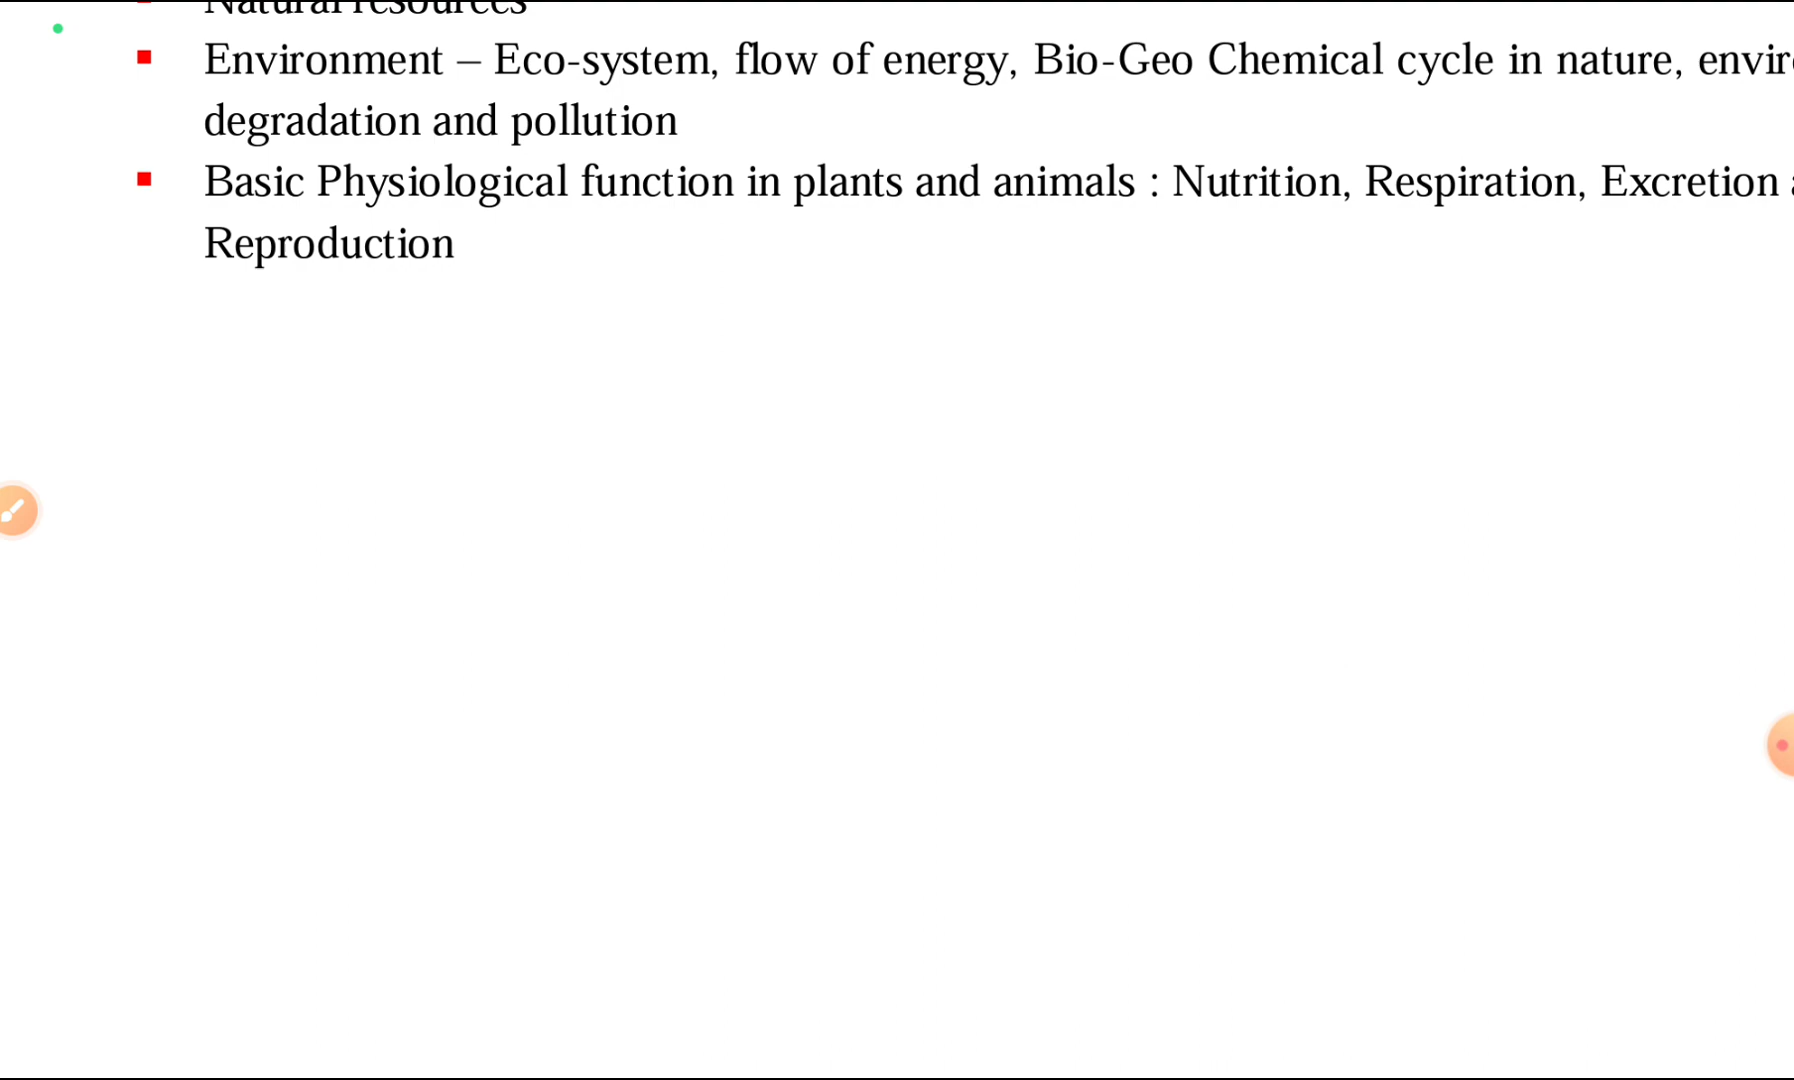 Natural resources
Environment – Eco-system, flow of energy, Bio-Geo Chemical cycle in nature,
degradation and pollution
Basic Physiological function in plants and animals : Nutrition, Respiration, Excretion
Reproduction